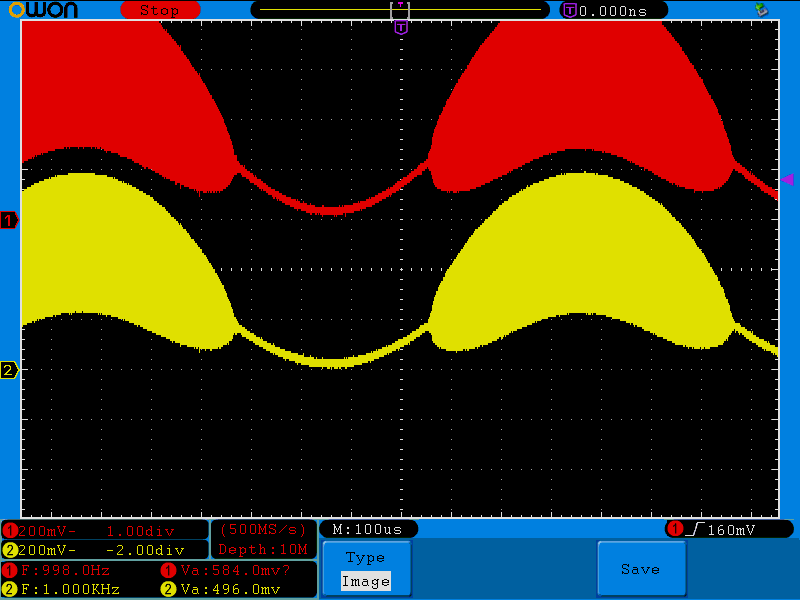 OWON
Stop
T
T 0.000ns
T
1
2
1 200mV- 1.00div
2 200mV- -2.00div
(500MS/s)
Depth:10M
M:100us
1 160mV
1 F:998.0Hz 1 Va:584.0mv?
2 F:1.000KHz 2 Va:496.0mv
Type
Image
Save